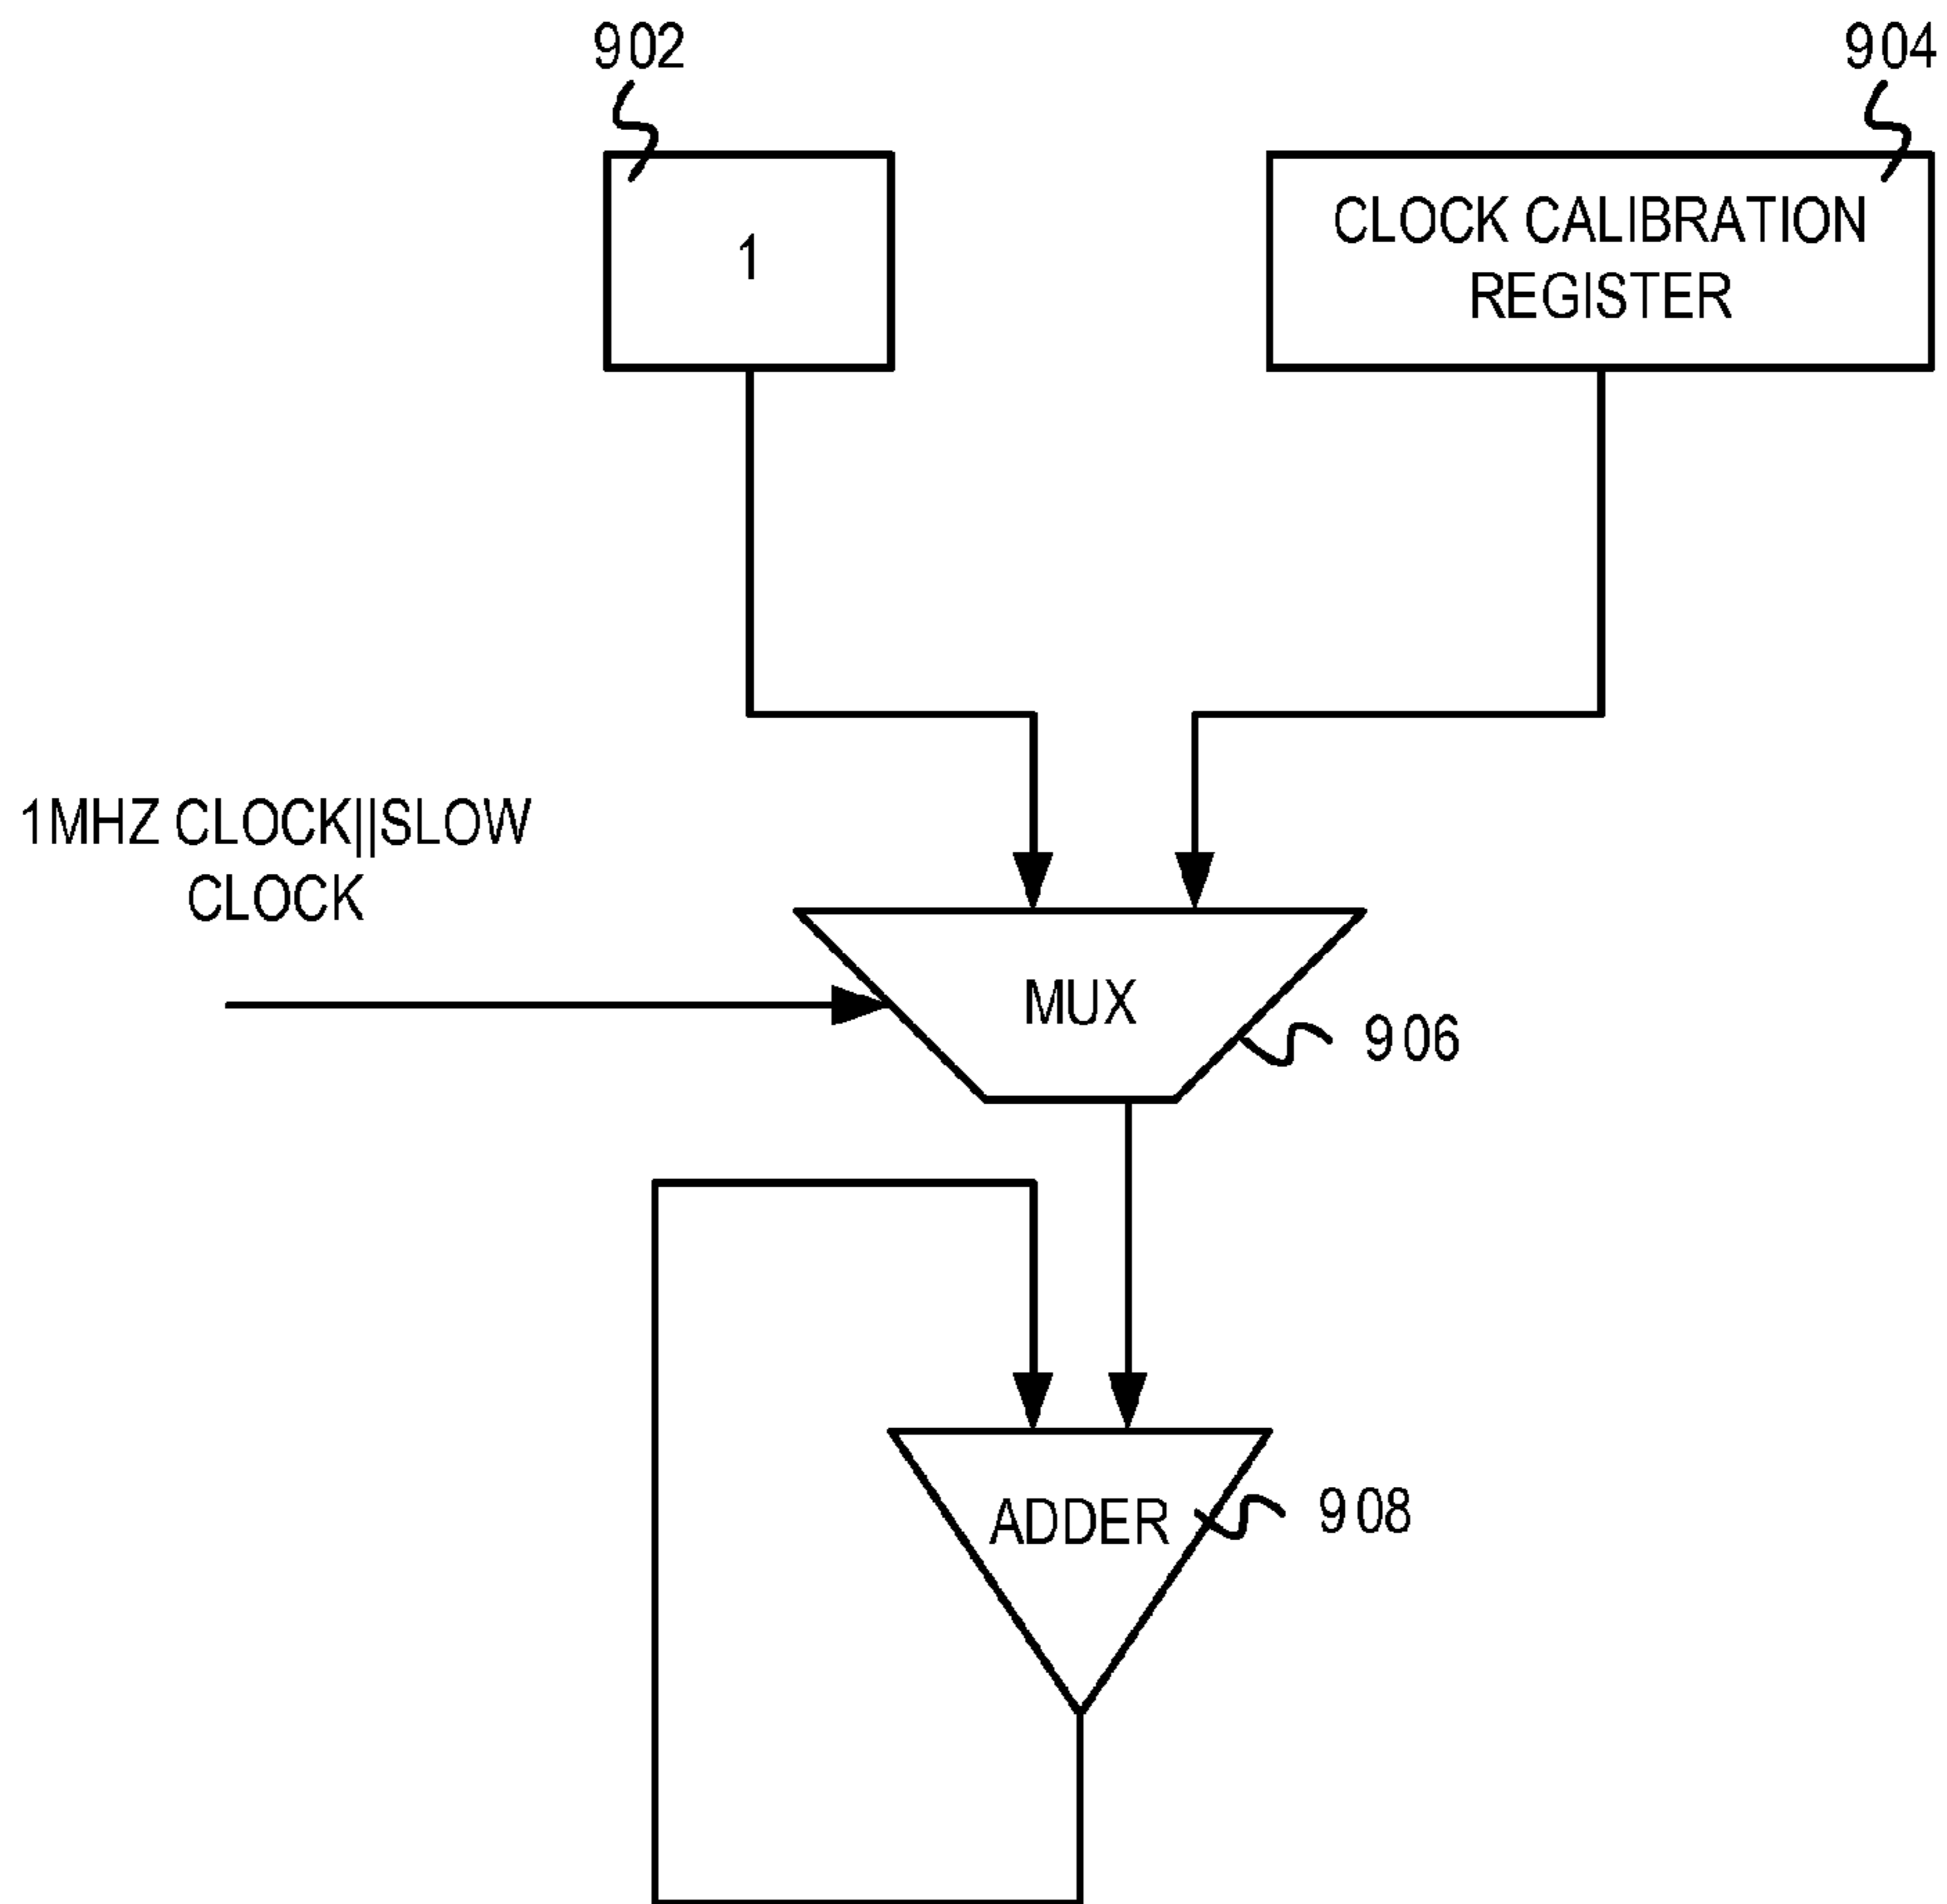 902
904
1
CLOCK CALIBRATION
REGISTER
1MHZ CLOCK||SLOW
CLOCK
MUX
906
ADDER
908